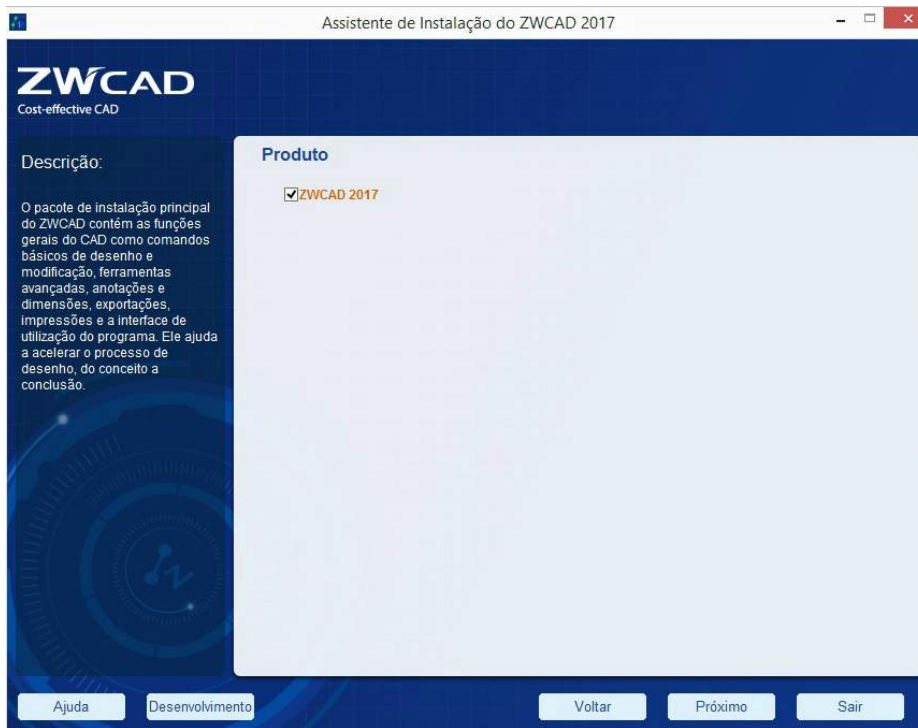 Assistente de Instalação do ZWCAD 2017
ZWCAD
Cost-effective CAD
Descrição:
O pacote de instalação principal
do ZWCAD contém as funções
gerais do CAD como comandos
básicos de desenho e
modificação, ferramentas
avançadas, anotações e
dimensões, exportações,
impressões e a interface de
utilização do programa. Ele ajuda
a acelerar o processo de
desenho, do conceito a
conclusão.
Produto
ZWCAD 2017
Ajuda
Desenvolvimento
Voltar
Próximo
Sair